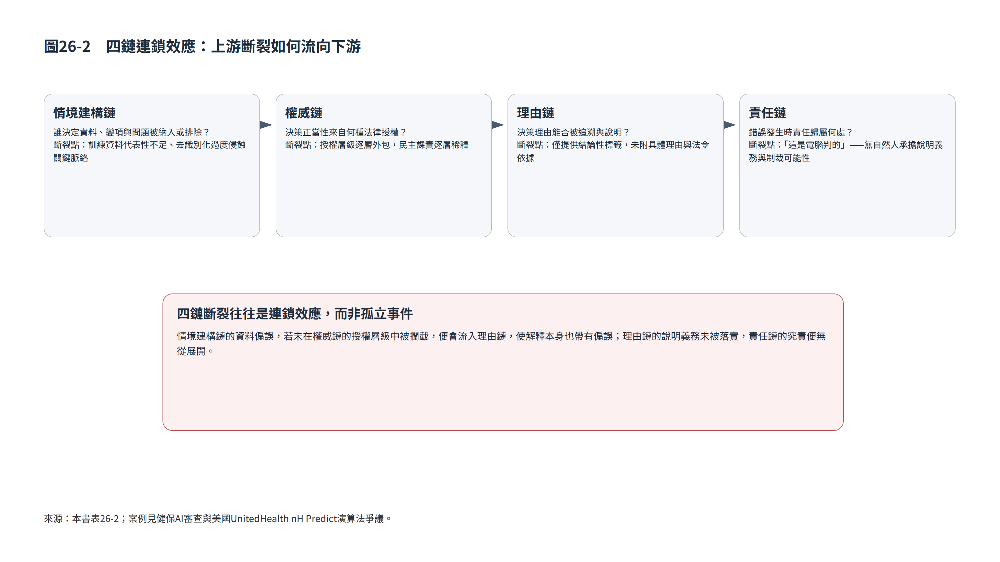 圖26-2　四鏈連鎖效應：上游斷裂如何流向下游
情境建構鏈
誰決定資料、變項與問題被納入或排除？
斷裂點：訓練資料代表性不足、去識別化過度侵蝕
關鍵脈絡
權威鏈
決策正當性來自何種法律授權？
斷裂點：授權層級逐層外包，民主課責逐層稀釋
理由鏈
決策理由能否被追溯與說明？
斷裂點：僅提供結論性標籤，未附具體理由與法令
依據
責任鏈
錯誤發生時責任歸屬何處？
斷裂點：「這是電腦判的」——無自然人承擔說明義
務與制裁可能性
四鏈斷裂往往是連鎖效應，而非孤立事件
情境建構鏈的資料偏誤，若未在權威鏈的授權層級中被攔截，便會流入理由鏈，使解釋本身也帶有偏誤；理由鏈的說明義務未被落實，責任鏈的究責便無
從展開。
來源：本書表26-2；案例見健保AI審查與美國UnitedHealth nH Predict演算法爭議。